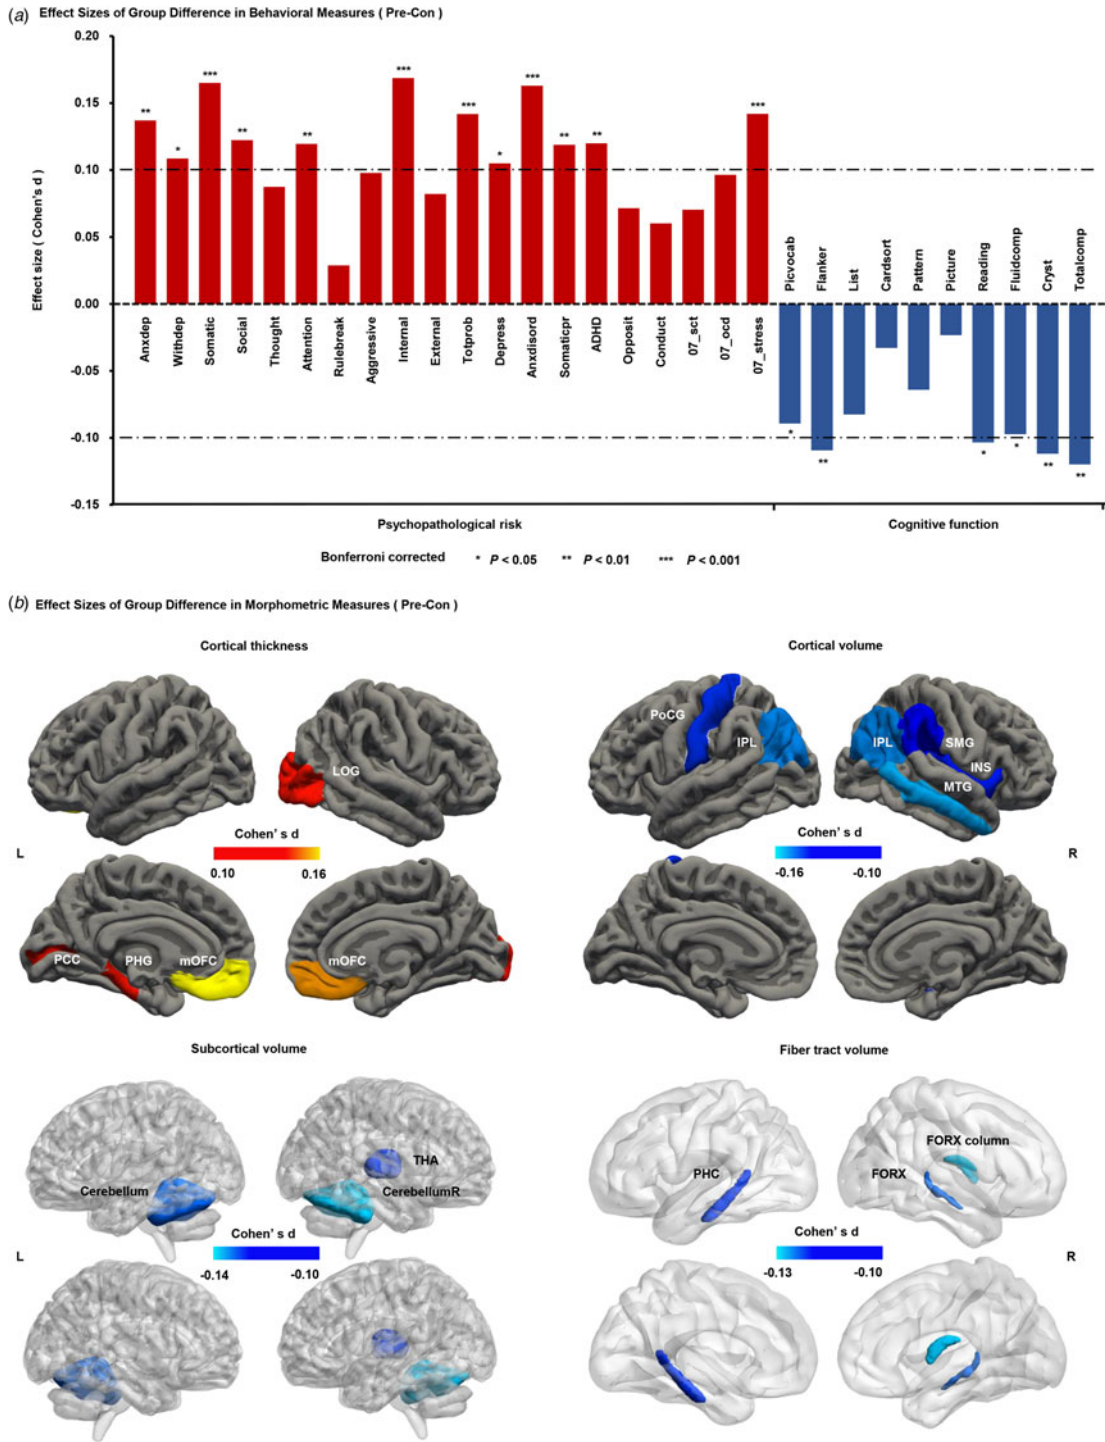 (a) Effect Sizes of Group Difference in Behavioral Measures ( Pre-Con )
Effect size ( Cohen's d )
0.20
0.15
0.10
0.05
0.00
-0.05
-0.10
-0.15
** * *** ** ** *** *** * *** ** ** ***
Anxdep
Withdep
Somatic
Social
Thought
Attention
Rulebreak
Aggressive
Internal
External
Totprob
Depress
Anxdisord
Somaticpr
ADHD
Opposit
Conduct
07_sct
07_ocd
07_stress
Picvocab
Flanker
List
Cardsort
Pattern
Picture
Reading
Fluidcomp
Cryst
Totalcomp
* ** * * ** **
Psychopathological risk Cognitive function
Bonferroni corrected * P < 0.05 ** P < 0.01 *** P < 0.001
(b) Effect Sizes of Group Difference in Morphometric Measures ( Pre-Con )
Cortical thickness
LOG
Cohen' s d
0.10 0.16
L
PCC PHG mOFC mOFC
Cortical volume
PoCG IPL IPL SMG INS MTG
Cohen' s d
-0.16 -0.10
R
Subcortical volume
Cerebellum THA CerebellumR
Cohen' s d
-0.14 -0.10
L
Fiber tract volume
PHC FORX FORX column
Cohen' s d
-0.13 -0.10
R